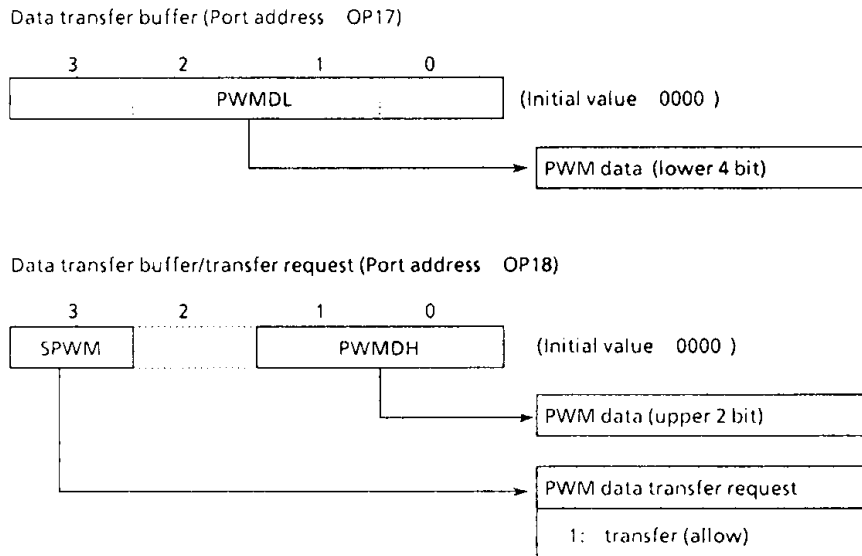 Data transfer buffer (Port address OP17)
3 2 1 0
PWMDL (Initial value 0000 )
PWM data (lower 4 bit)
Data transfer buffer/transfer request (Port address OP18)
3 2 1 0
SPWM PWMDH (Initial value 0000 )
PWM data (upper 2 bit)
PWM data transfer request
1: transfer (allow)